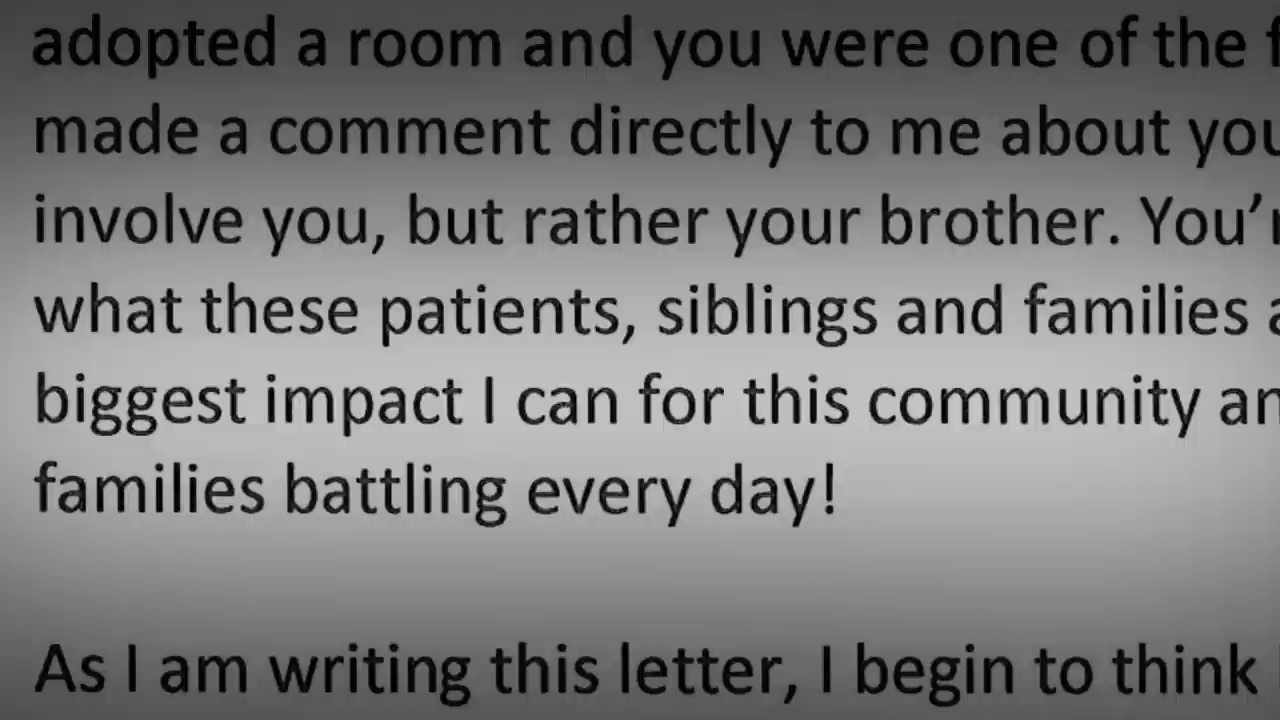 adopted a room and you were one of the
made a comment directly to me about you
involve you, but rather your brother.
what these patients, siblings and families
biggest impact I can for this community
families battling every day!
As I am writing this letter, I begin to think